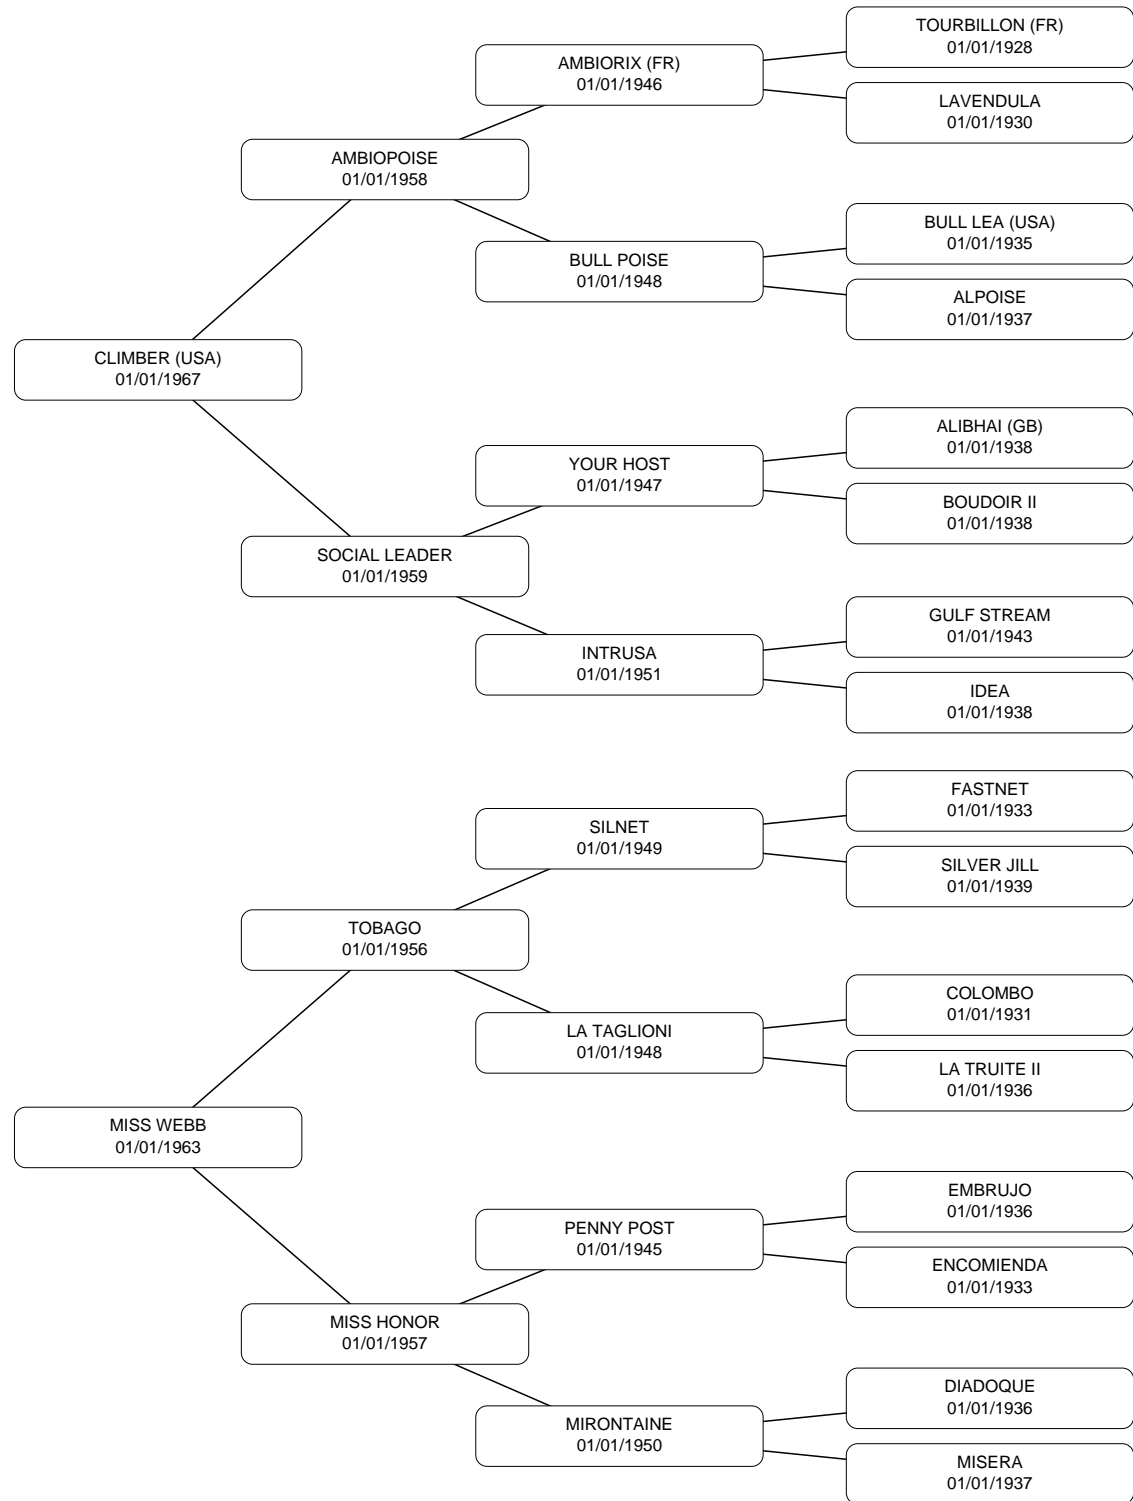 TOURBILLON (FR)
01/01/1928
AMBIORIX (FR)
01/01/1946
LAVENDULA
01/01/1930
AMBIOPOISE
01/01/1958
BULL LEA (USA)
01/01/1935
BULL POISE
01/01/1948
ALPOISE
01/01/1937
CLIMBER (USA)
01/01/1967
ALIBHAI (GB)
01/01/1938
YOUR HOST
01/01/1947
BOUDOIR II
01/01/1938
SOCIAL LEADER
01/01/1959
GULF STREAM
01/01/1943
INTRUSA
01/01/1951
IDEA
01/01/1938
FASTNET
01/01/1933
SILNET
01/01/1949
SILVER JILL
01/01/1939
TOBAGO
01/01/1956
COLOMBO
01/01/1931
LA TAGLIONI
01/01/1948
LA TRUITE II
01/01/1936
MISS WEBB
01/01/1963
EMBRUJO
01/01/1936
PENNY POST
01/01/1945
ENCOMIENDA
01/01/1933
MISS HONOR
01/01/1957
DIADOQUE
01/01/1936
MIRONTAINE
01/01/1950
MISERA
01/01/1937